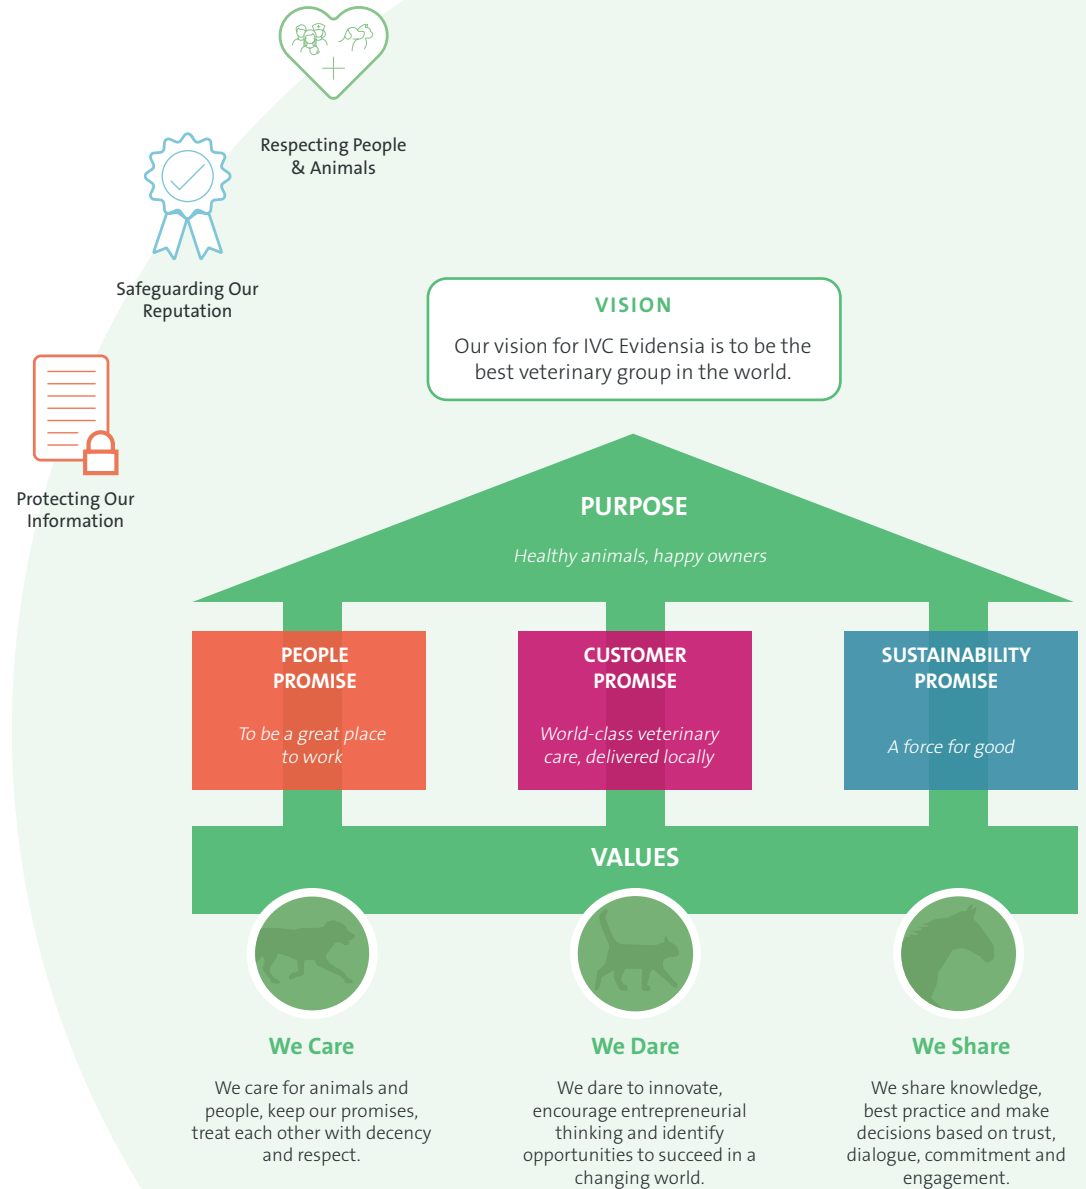 Respecting People
& Animals
Safeguarding Our
Reputation
Protecting Our
Information
VISION
Our vision for IVC Evidensia is to be the
best veterinary group in the world.
PURPOSE
Healthy animals, happy owners
PEOPLE
PROMISE
To be a great place
to work
CUSTOMER
PROMISE
World-class veterinary
care, delivered locally
SUSTAINABILITY
PROMISE
A force for good
VALUES
We Care
We care for animals and
people, keep our promises,
treat each other with decency
and respect.
We Dare
We dare to innovate,
encourage entrepreneurial
thinking and identify
opportunities to succeed in a
changing world.
We Share
We share knowledge,
best practice and make
decisions based on trust,
dialogue, commitment and
engagement.